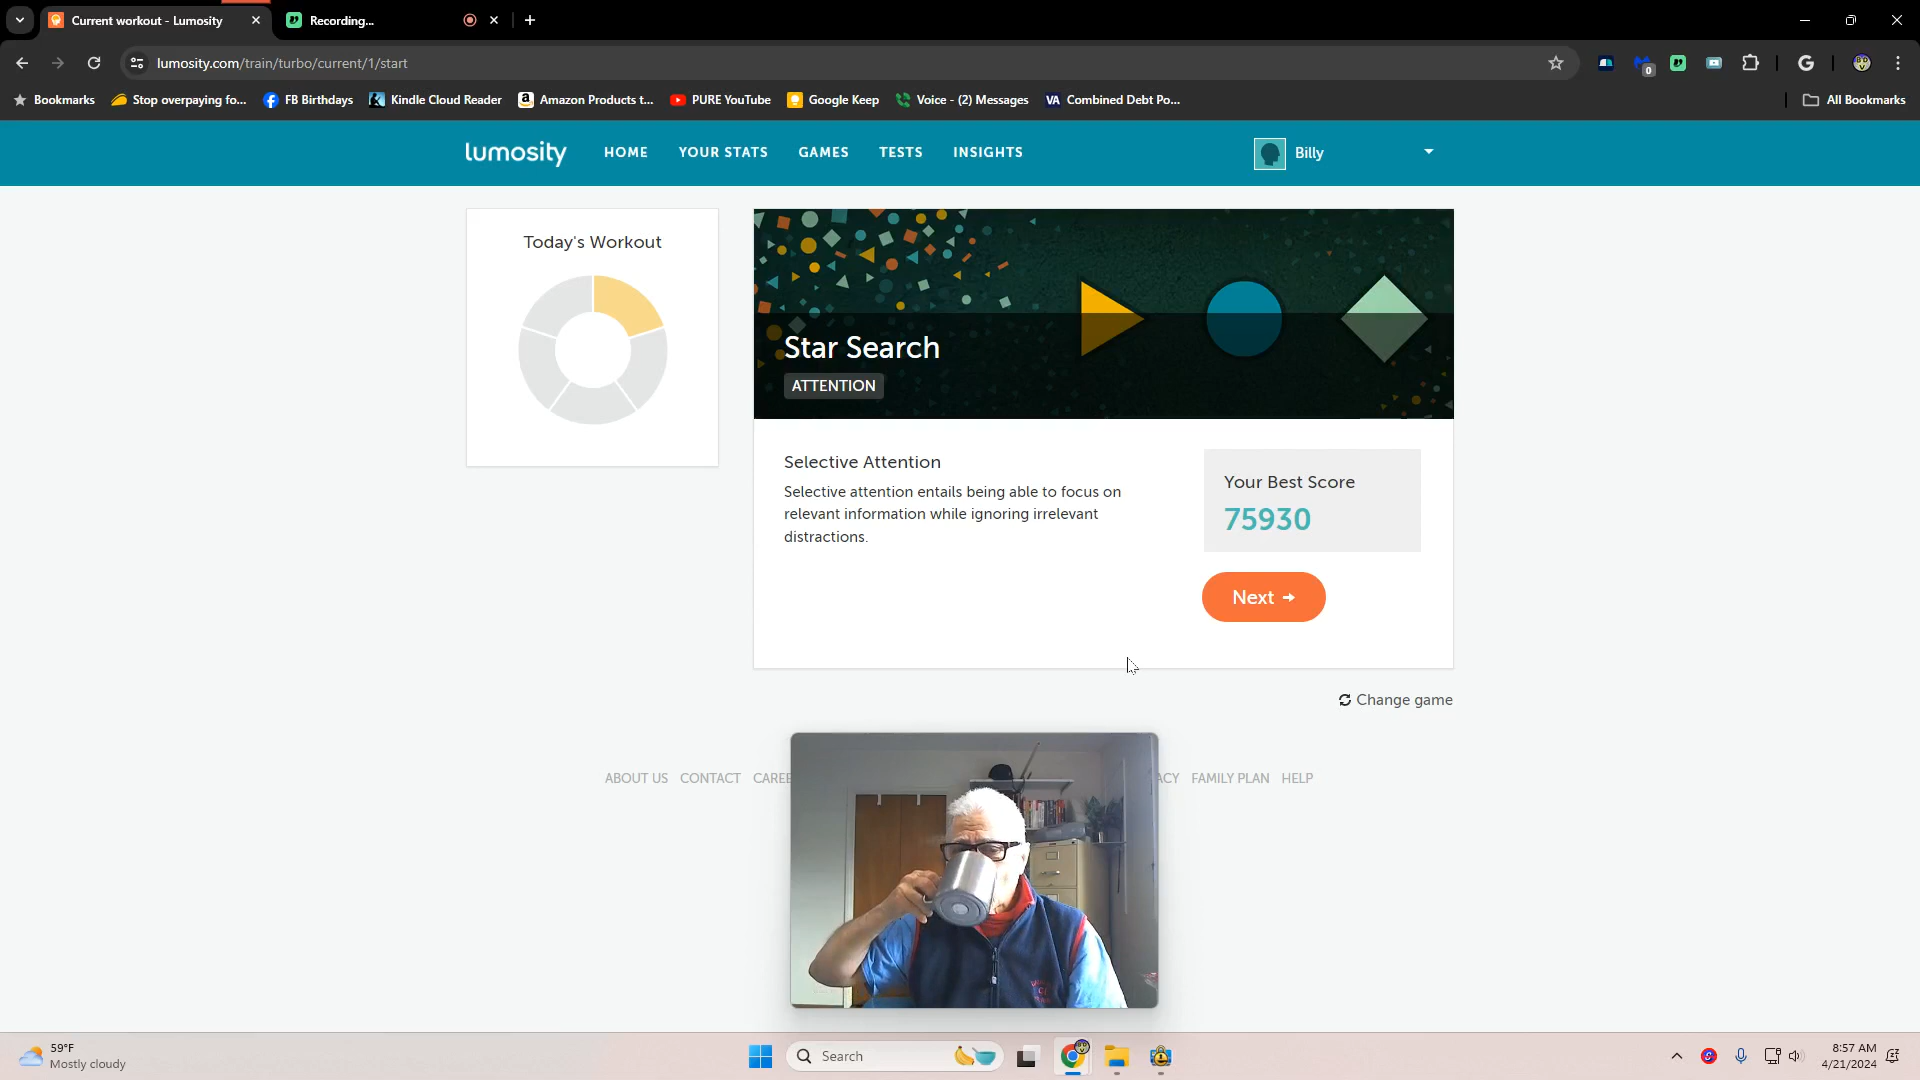 Current workout - Lumosity
Recording...
lumosity.com/train/turbo/current/1/start
0
Bookmarks
Stop overpaying fo...
FB Birthdays
Kindle Cloud Reader
Amazon Products t...
PURE YouTube
Google Keep
Voice - (2) Messages
VA Combined Debt Po...
All Bookmarks
lumosity
HOME
YOUR STATS
GAMES
TESTS
INSIGHTS
Billy
Today's Workout
Star Search
ATTENTION
Selective Attention
Selective attention entails being able to focus on
relevant information while ignoring irrelevant
distractions.
Your Best Score
75930
Next →
Change game
ABOUT US CONTACT CAREE
ACY FAMILY PLAN HELP
59°F
Mostly cloudy
Search
8:57 AM
4/21/2024